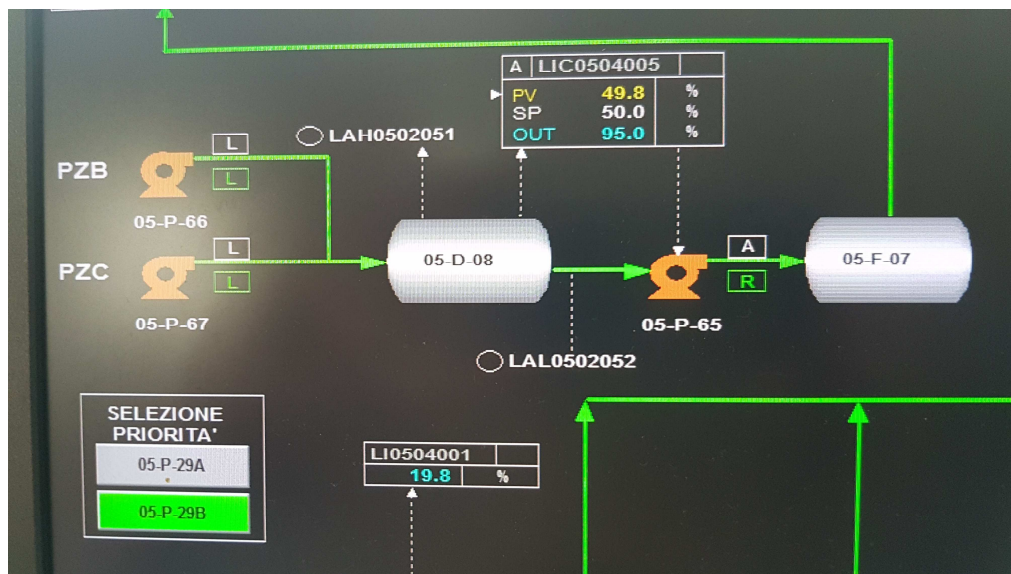 A LIC0504005
PV 49.8 %
SP 50.0 %
OUT 95.0 %
LAH0502051
PZB
L
L
05-P-66
PZC
L
L
05-P-67
05-D-08
A
R
05-P-65
05-F-07
LAL0502052
SELEZIONE
PRIORITA'
05-P-29A
05-P-29B
LI0504001
19.8 %